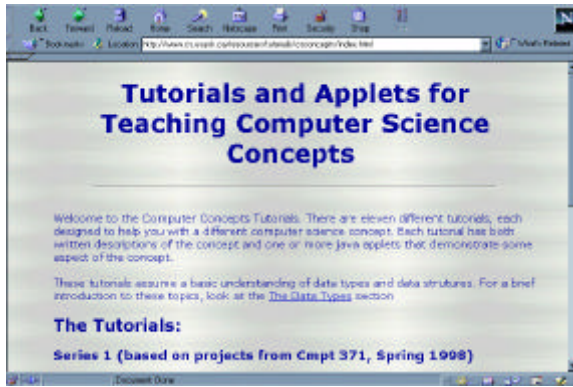 Back Forward Reload Home Search Netscape Print Security Shop
Bookmarks Location: What's Related
Tutorials and Applets for
Teaching Computer Science
Concepts
Welcome to the Computer Concepts Tutorials. There are eleven different tutorials, each
designed to help you with a different computer science concept. Each tutorial has both
written descriptions of the concept and one or more java applets that demonstrate some
aspect of the concept.
These tutorials assume a basic understanding of data types and data strutures. For a brief
introduction to these topics, look at the The Data Types section
The Tutorials:
Series 1 (based on projects from Cmpt 371, Spring 1998)
Document: Done